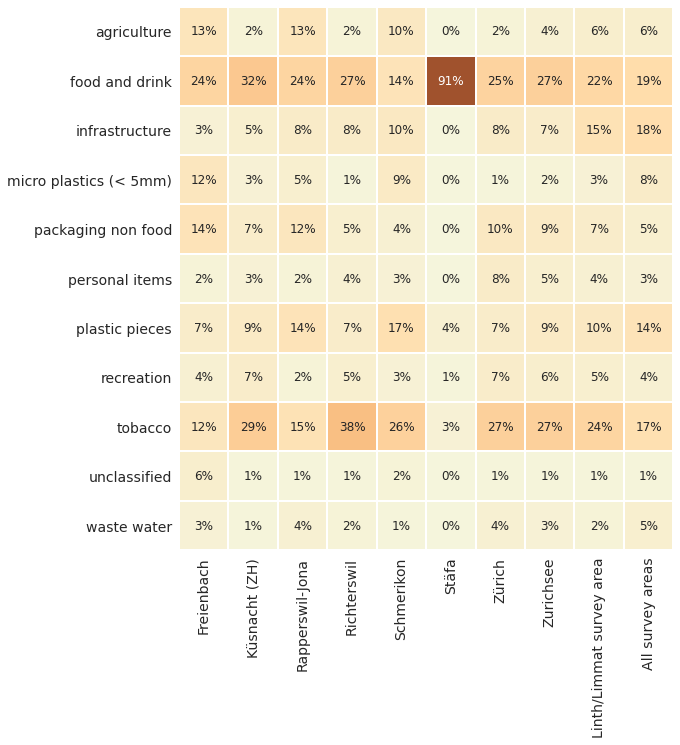 agriculture 13% 2% 13% 2% 10% 0% 2% 4% 6% 6%
food and drink 24% 32% 24% 27% 14% 91% 25% 27% 22% 19%
infrastructure 3% 5% 8% 8% 10% 0% 8% 7% 15% 18%
micro plastics (< 5mm) 12% 3% 5% 1% 9% 0% 1% 2% 3% 8%
packaging non food 14% 7% 12% 5% 4% 0% 10% 9% 7% 5%
personal items 2% 3% 2% 4% 3% 0% 8% 5% 4% 3%
plastic pieces 7% 9% 14% 7% 17% 4% 7% 9% 10% 14%
recreation 4% 7% 2% 5% 3% 1% 7% 6% 5% 4%
tobacco 12% 29% 15% 38% 26% 3% 27% 27% 24% 17%
unclassified 6% 1% 1% 1% 2% 0% 1% 1% 1% 1%
waste water 3% 1% 4% 2% 1% 0% 4% 3% 2% 5%
Freienbach
Küsnacht (ZH)
Rapperswil-Jona
Richterswil
Schmerikon
Stäfa
Zürich
Zurichsee
Linth/Limmat survey area
All survey areas